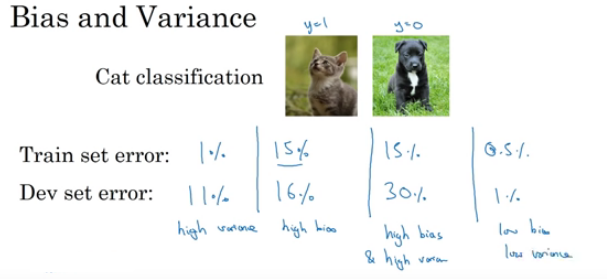 Bias and Variance
y=1 y=0
Cat classification
Train set error: 1% 15% 15% 0.5%
Dev set error: 11% 16% 30% 1%
high variance high bias high bias low bias
& high varian low variance